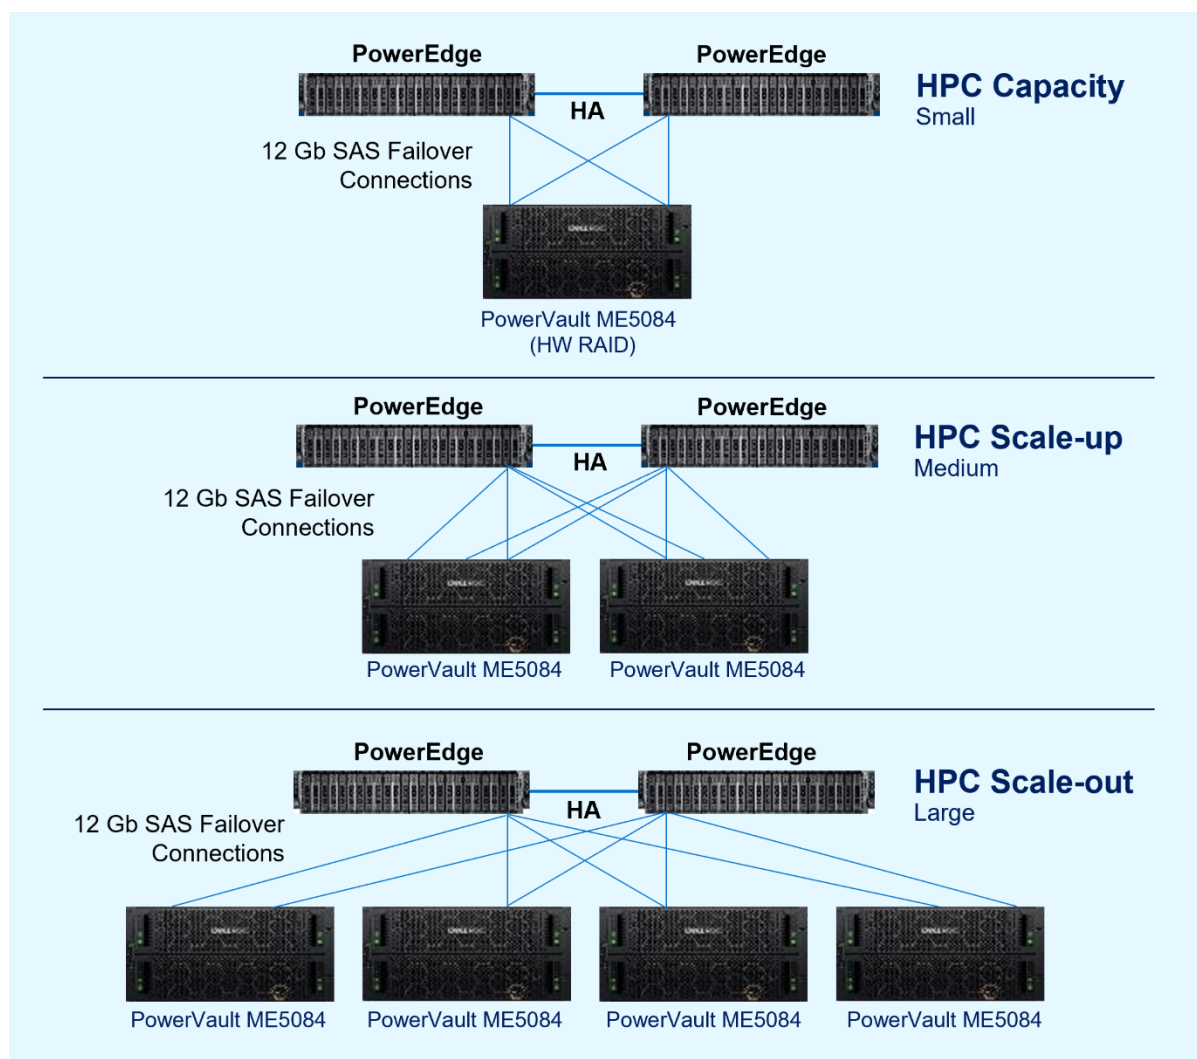 PowerEdge
PowerEdge
HPC Capacity
Small
HA
12 Gb SAS Failover
Connections
PowerVault ME5084
(HW RAID)
PowerEdge
PowerEdge
HPC Scale-up
Medium
HA
12 Gb SAS Failover
Connections
PowerVault ME5084
PowerVault ME5084
PowerEdge
PowerEdge
HPC Scale-out
Large
HA
12 Gb SAS Failover
Connections
PowerVault ME5084
PowerVault ME5084
PowerVault ME5084
PowerVault ME5084